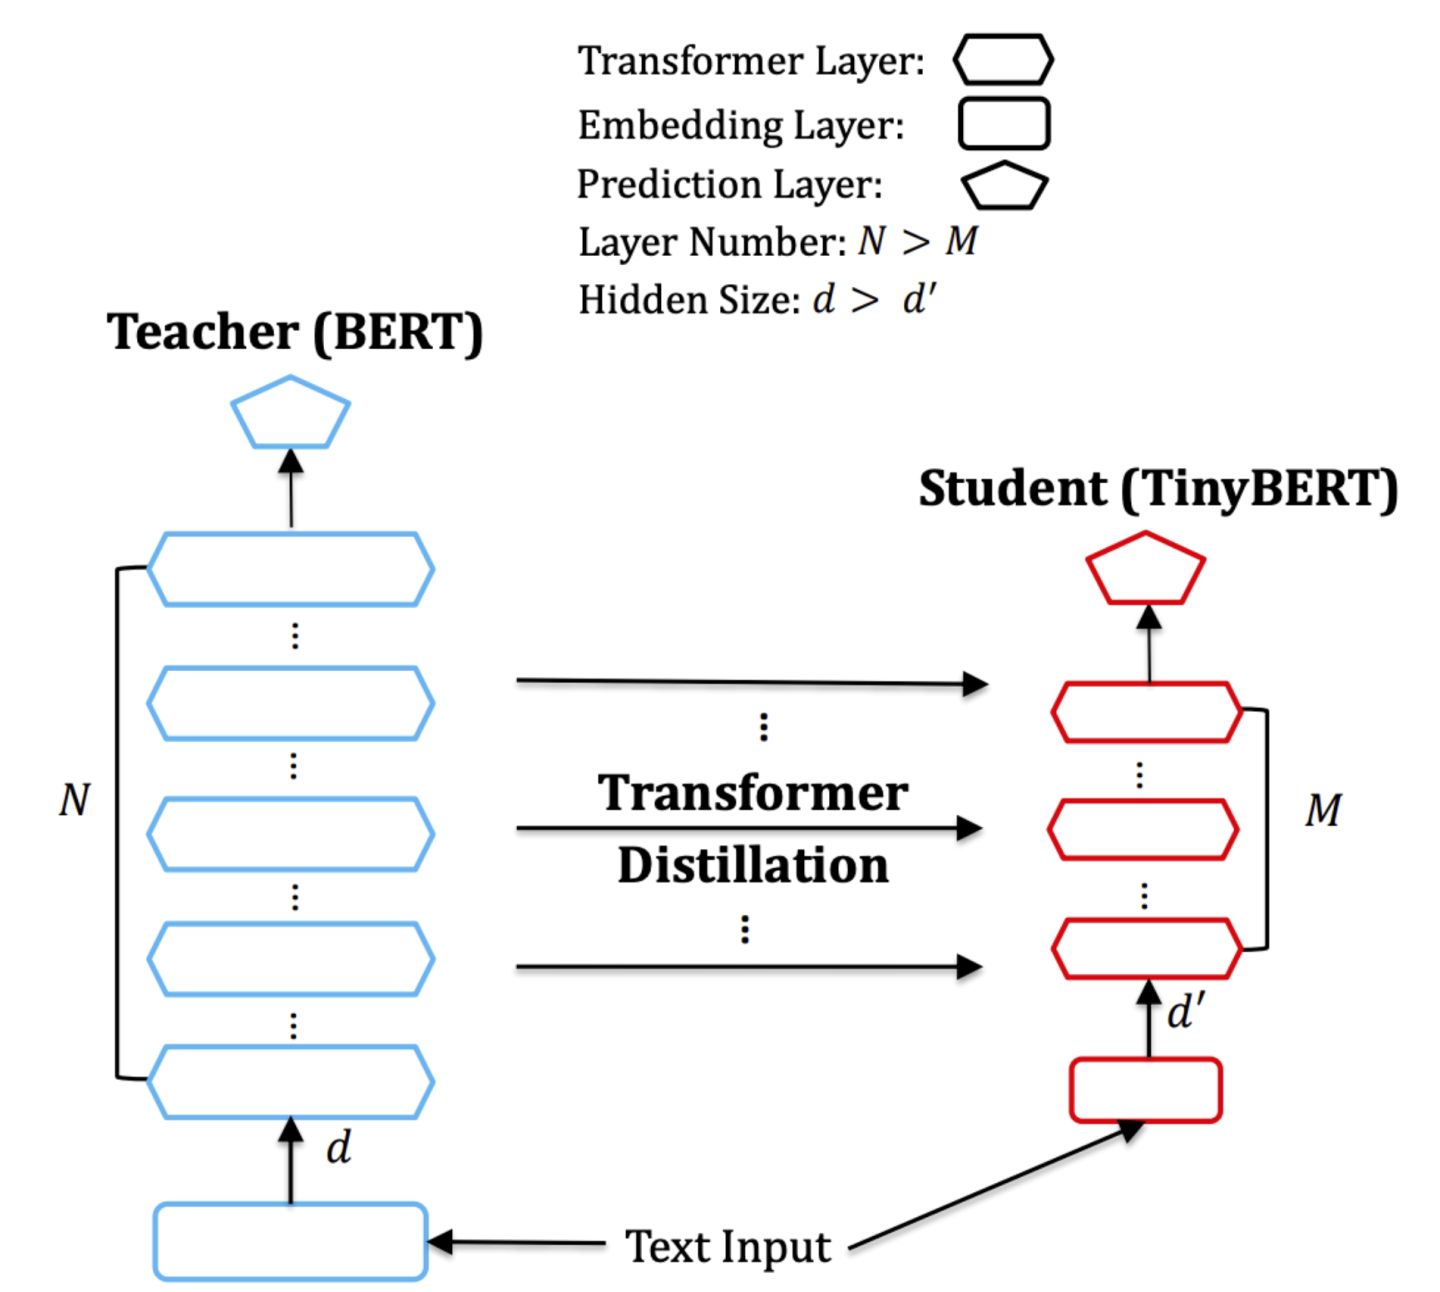 Transformer Layer:
Embedding Layer:
Prediction Layer:
Layer Number: N > M
Hidden Size: d > d′
Teacher (BERT)
Student (TinyBERT)
N
Transformer
Distillation
M
d′
d
Text Input